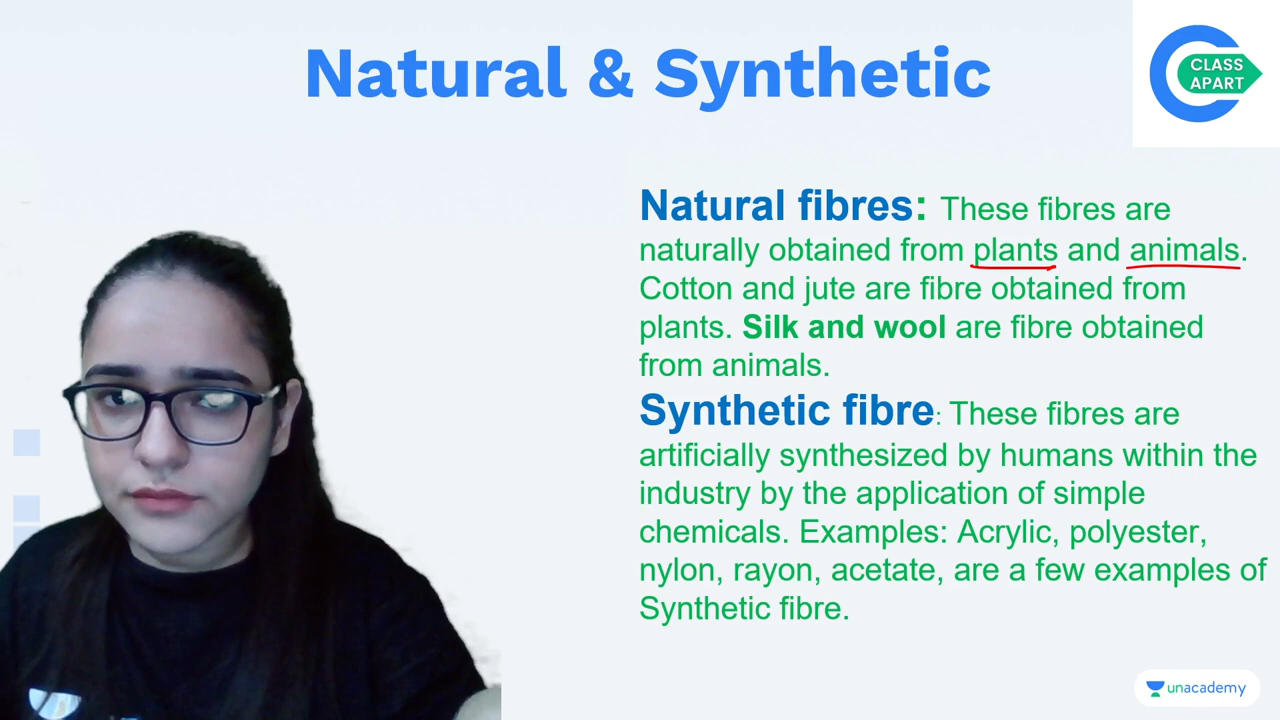 Natural & Synthetic
CLASS
APART
Natural fibres: These fibres are
naturally obtained from plants and animals.
Cotton and jute are fibre obtained from
plants. Silk and wool are fibre obtained
from animals.
Synthetic fibre: These fibres are
artificially synthesized by humans within the
industry by the application of simple
chemicals. Examples: Acrylic, polyester,
nylon, rayon, acetate, are a few examples of
Synthetic fibre.
unacademy